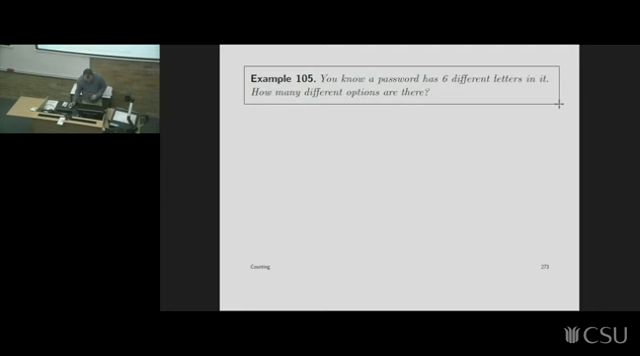 Example 105. You know a password has 6 different letters in it.
How many different options are there?
Counting
275
CSU